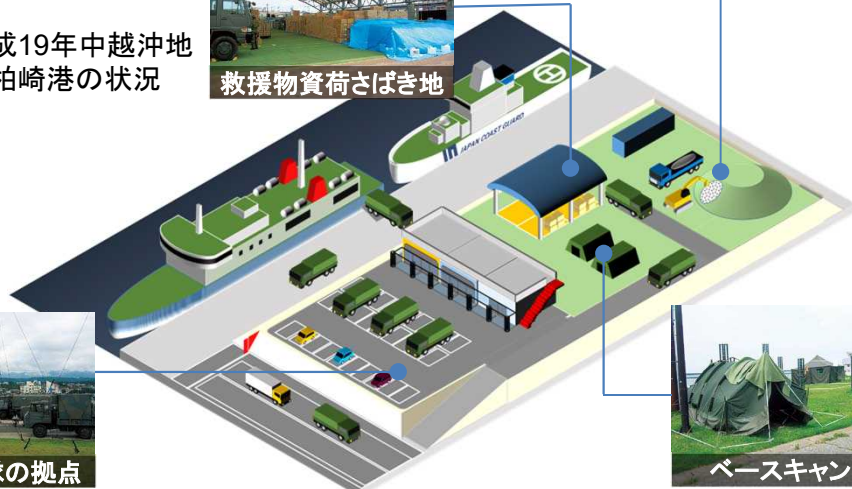 成19年中越沖地
柏崎港の状況
救援物資荷さばき地
JAPAN COAST GUARD
H
の拠点
ベースキャン